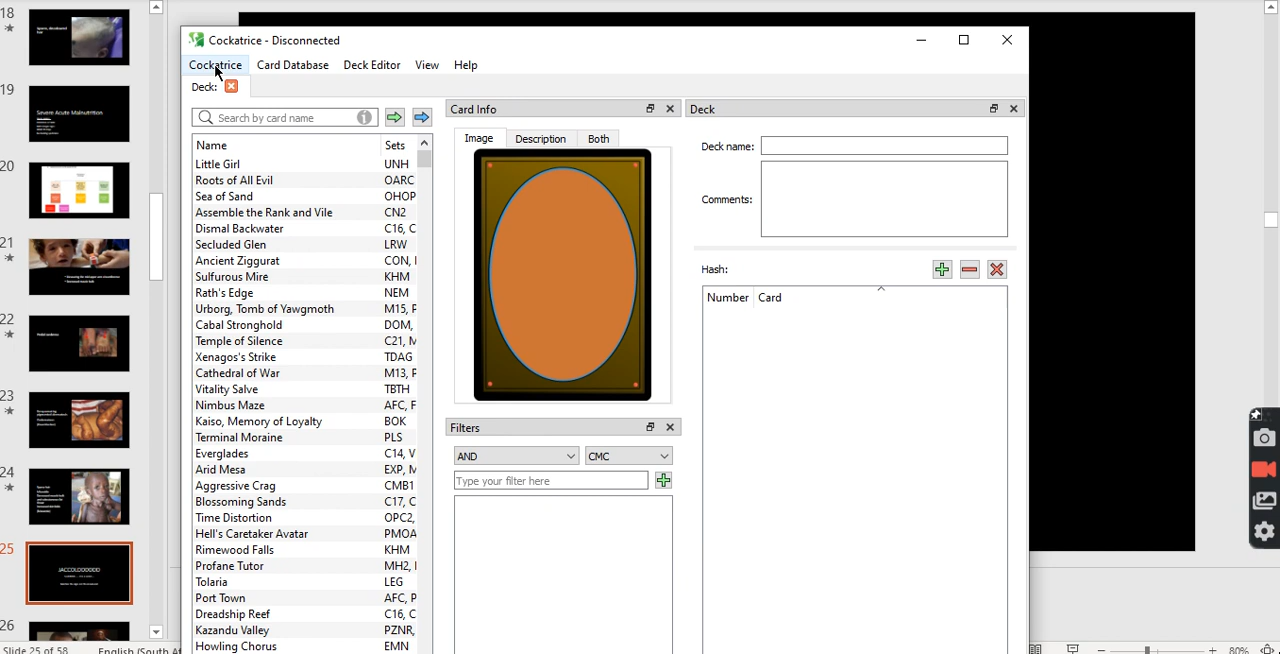 18
19
Severe Acute Malnutrition
20
21
22
23
24
25
JACCOLDDDDDD
26
Slide 25 of 58
English (South Af
Cockatrice - Disconnected
Cockatrice
Card Database
Deck Editor
View
Help
Deck:
Search by card name
Name Sets
Little Girl UNH
Roots of All Evil OARC
Sea of Sand OHOP
Assemble the Rank and Vile CN2
Dismal Backwater C16, C
Secluded Glen LRW
Ancient Ziggurat CON, I
Sulfurous Mire KHM
Rath's Edge NEM
Urborg, Tomb of Yawgmoth M15, P
Cabal Stronghold DOM,
Temple of Silence C21, M
Xenagos's Strike TDAG
Cathedral of War M13, P
Vitality Salve TBTH
Nimbus Maze AFC, F
Kaiso, Memory of Loyalty BOK
Terminal Moraine PLS
Everglades C14, V
Arid Mesa EXP, M
Aggressive Crag CMB1
Blossoming Sands C17, C
Time Distortion OPC2,
Hell's Caretaker Avatar PMOA
Rimewood Falls KHM
Profane Tutor MH2, I
Tolaria LEG
Port Town AFC, P
Dreadship Reef C16, C
Kazandu Valley PZNR,
Howling Chorus EMN
Card Info
Image
Description
Both
Filters
AND
CMC
Type your filter here
Deck
Deck name:
Comments:
Hash:
Number Card
80%